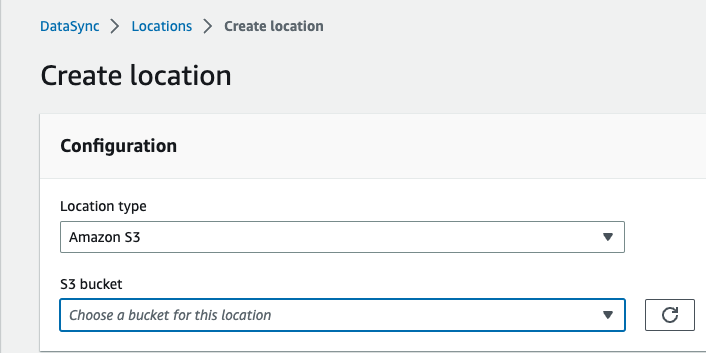 DataSync > Locations > Create location
Create location
Configuration
Location type
Amazon S3
S3 bucket
Choose a bucket for this location